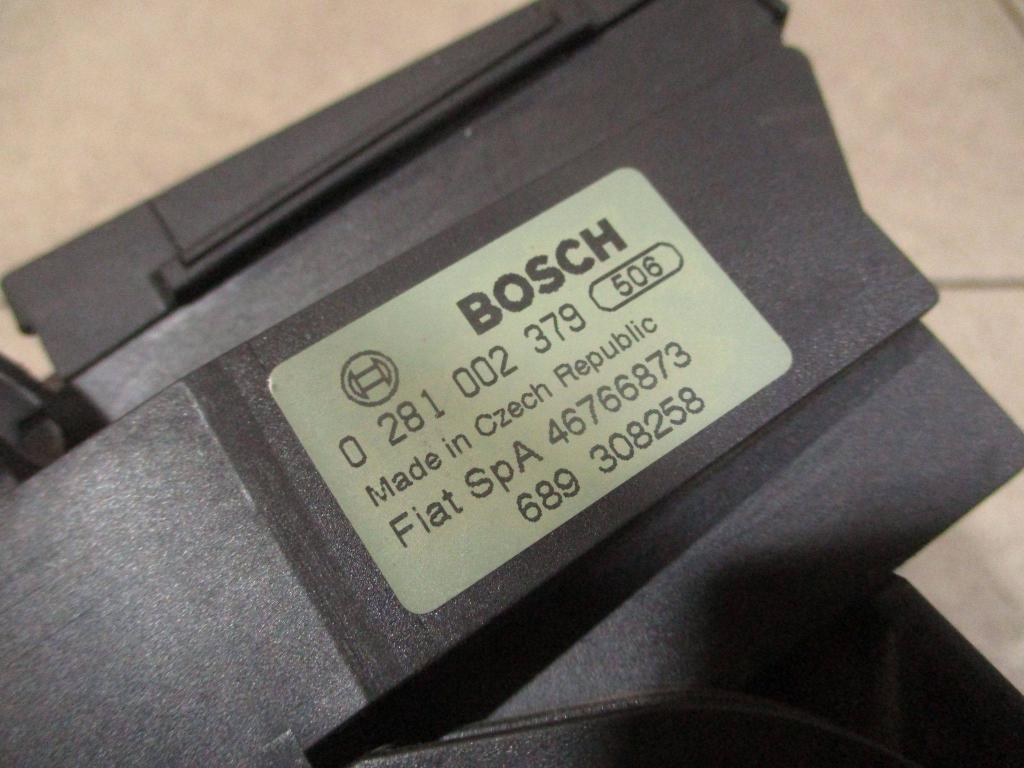 BOSCH
0 281 002 379 506
Made in Czech Republic
Fiat SpA 46766873
689 308258